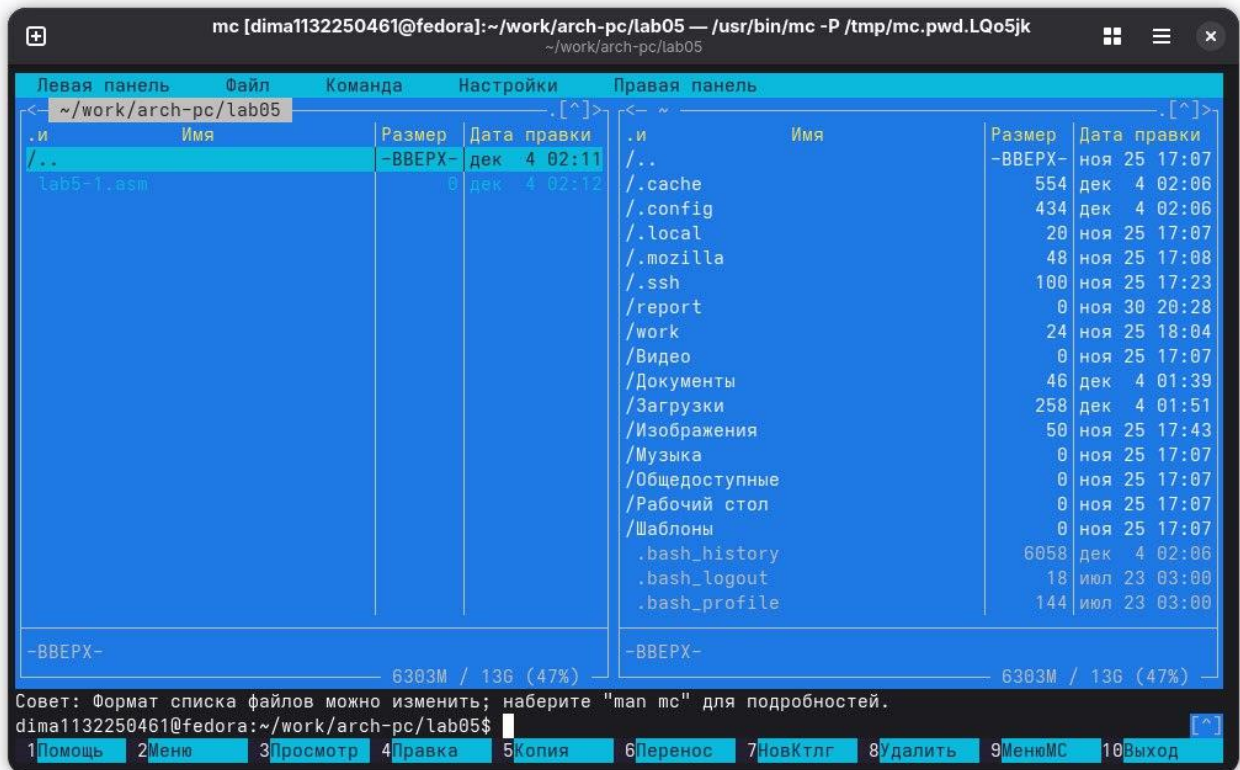 mc [dima1132250461@fedora]:~/work/arch-pc/lab05 — /usr/bin/mc -P /tmp/mc.pwd.LQo5jk
~/work/arch-pc/lab05
Левая панель Файл Команда Настройки Правая панель
<— ~/work/arch-pc/lab05 .[^]>
.и Имя Размер Дата правки
/.. -ВВЕРХ- дек 4 02:11
lab5-1.asm 0 дек 4 02:12
-ВВЕРХ-
6303M / 13G (47%)
<— ~ .[^]>
.и Имя Размер Дата правки
/.. -ВВЕРХ- ноя 25 17:07
/.cache 554 дек 4 02:06
/.config 434 дек 4 02:06
/.local 20 ноя 25 17:07
/.mozilla 48 ноя 25 17:08
/.ssh 100 ноя 25 17:23
/report 0 ноя 30 20:28
/work 24 ноя 25 18:04
/Видео 0 ноя 25 17:07
/Документы 46 дек 4 01:39
/Загрузки 258 дек 4 01:51
/Изображения 50 ноя 25 17:43
/Музыка 0 ноя 25 17:07
/Общедоступные 0 ноя 25 17:07
/Рабочий стол 0 ноя 25 17:07
/Шаблоны 0 ноя 25 17:07
.bash_history 6058 дек 4 02:06
.bash_logout 18 июл 23 03:00
.bash_profile 144 июл 23 03:00
-ВВЕРХ-
6303M / 13G (47%)
Совет: Формат списка файлов можно изменить; наберите "man mc" для подробностей.
dima1132250461@fedora:~/work/arch-pc/lab05$ [^]
1Помощь 2Меню 3Просмотр 4Правка 5Копия 6Перенос 7НовКтлг 8Удалить 9МенюMC 10Выход